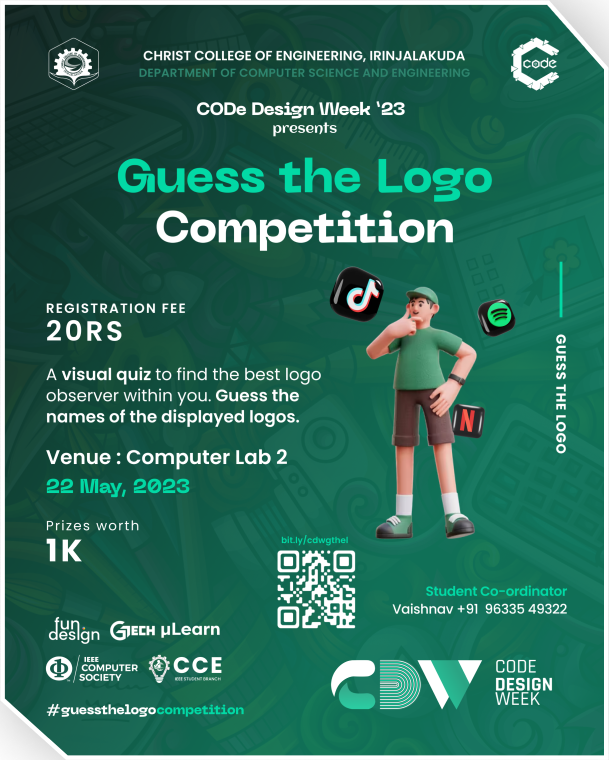 CHRIST COLLEGE OF ENGINEERING, IRINJALAKUDA
DEPARTMENT OF COMPUTER SCIENCE AND ENGINEERING
code
CODe Design Week '23
presents
Guess the Logo
Competition
REGISTRATION FEE
20RS
A visual quiz to find the best logo
observer within you. Guess the
names of the displayed logos.
Venue : Computer Lab 2
22 May, 2023
Prizes worth
1K
GUESS THE LOGO
N
bit.ly/cdwgthel
Student Co-ordinator
Vaishnav +91 96335 49322
fun
design
GTECH µLearn
IEEE
COMPUTER
SOCIETY
CCE
IEEE STUDENT BRANCH
CDW
CODE
DESIGN
WEEK
#guessthelogocompetition